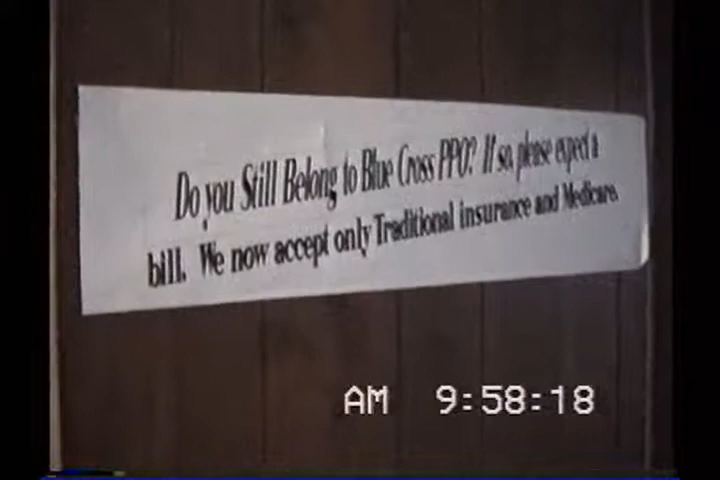 Do you Still Belong to Blue Cross PPO? If so, please expect a
bill. We now accept only Traditional insurance and Medicare.
AM 9:58:18